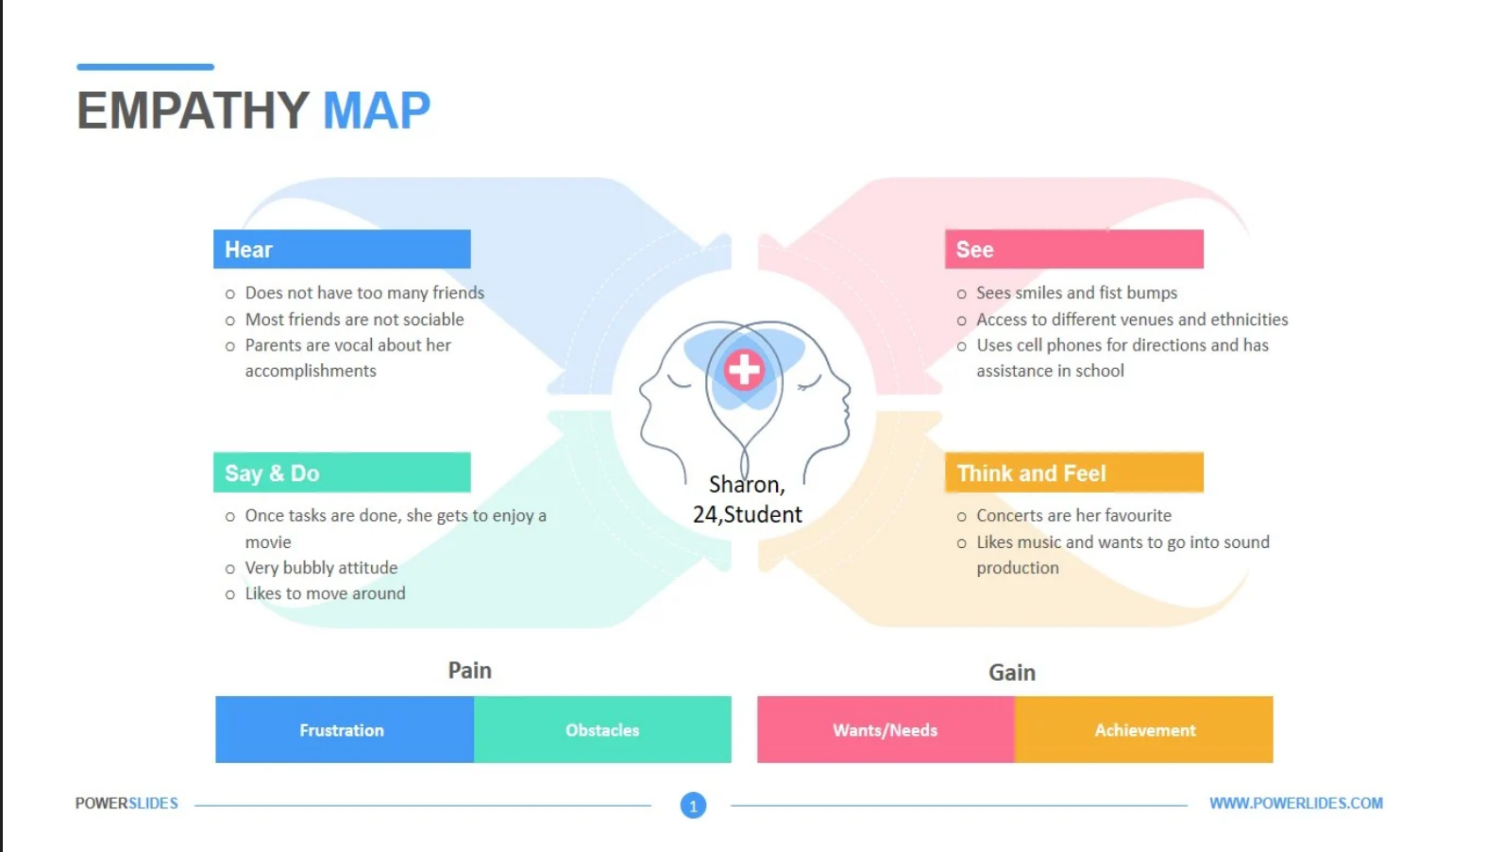 EMPATHY MAP
Hear
○ Does not have too many friends
○ Most friends are not sociable
○ Parents are vocal about her
accomplishments
See
○ Sees smiles and fist bumps
○ Access to different venues and ethnicities
○ Uses cell phones for directions and has
assistance in school
Sharon,
24,Student
Say & Do
○ Once tasks are done, she gets to enjoy a
movie
○ Very bubbly attitude
○ Likes to move around
Think and Feel
○ Concerts are her favourite
○ Likes music and wants to go into sound
production
Pain
Frustration
Obstacles
Gain
Wants/Needs
Achievement
POWERSLIDES
1
WWW.POWERLIDES.COM